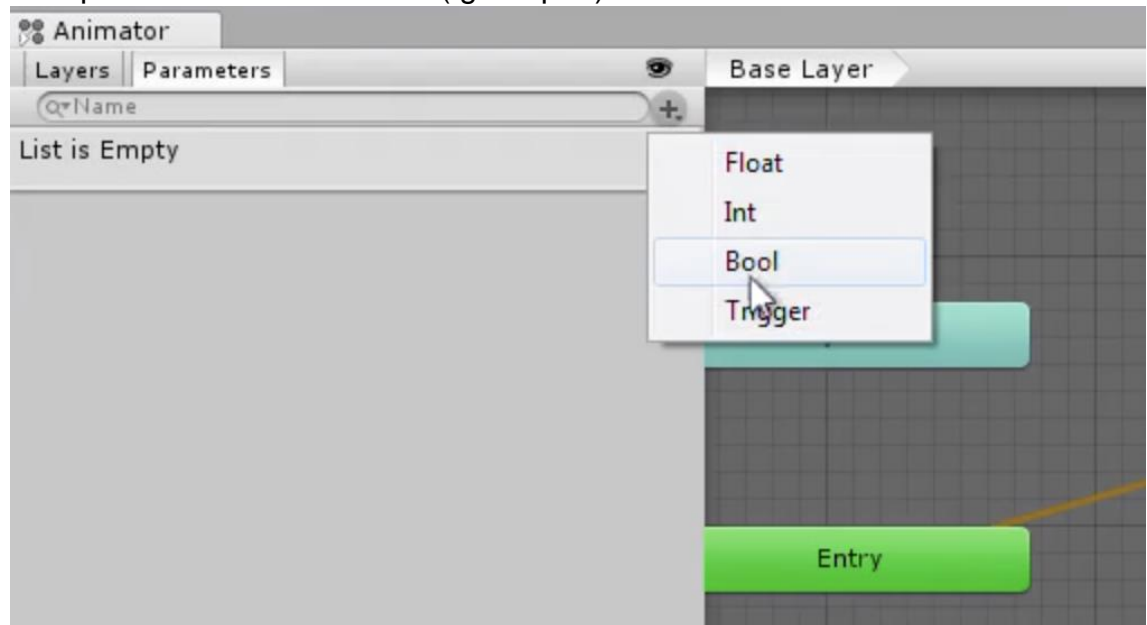 Animator
Layers Parameters Base Layer
Name
List is Empty
Float
Int
Bool
Trigger
Entry